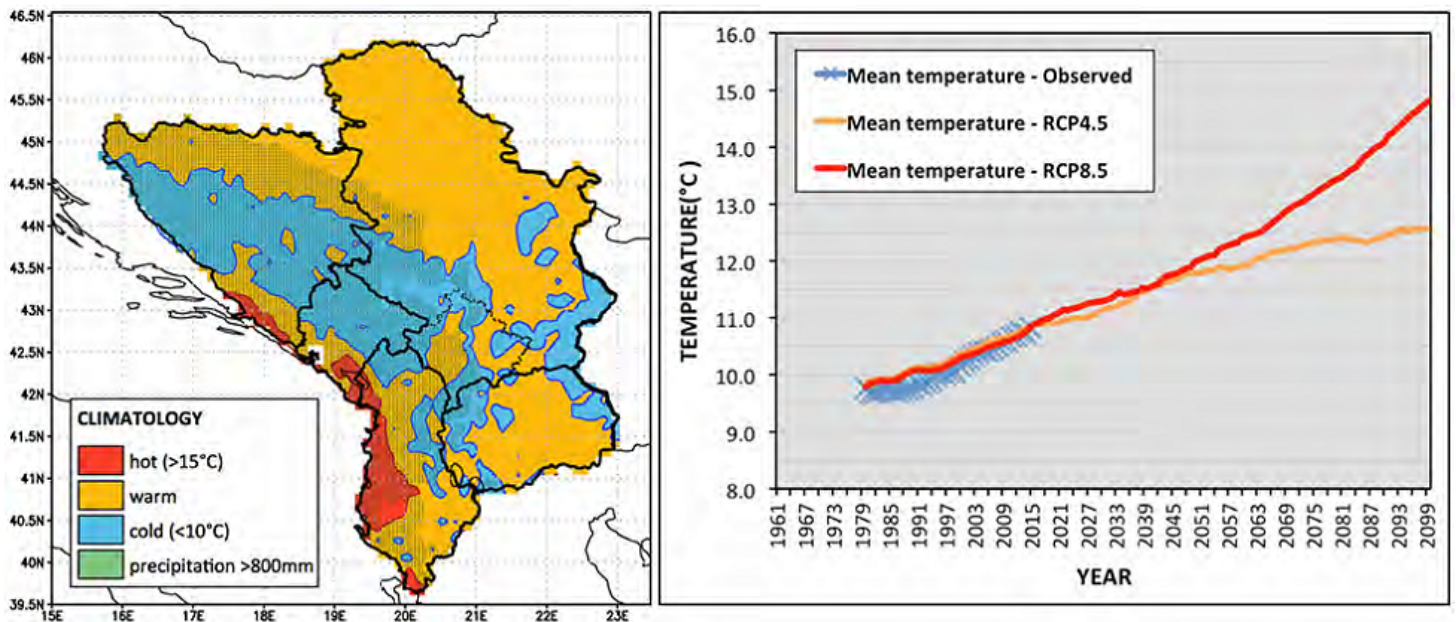 46.5N
46N
45.5N
45N
44.5N
44N
43.5N
43N
42.5N
42N
41.5N
41N
40.5N
40N
39.5N
15E 16E 17E 18E 19E 20E 21E 22E 23E
CLIMATOLOGY
hot (>15°C)
warm
cold (<10°C)
precipitation >800mm
TEMPERATURE(°C)
16.0
15.0
14.0
13.0
12.0
11.0
10.0
9.0
8.0
Mean temperature - Observed
Mean temperature - RCP4.5
Mean temperature - RCP8.5
1961 1967 1973 1979 1985 1991 1997 2003 2009 2015 2021 2027 2033 2039 2045 2051 2057 2063 2069 2075 2081 2087 2093 2099
YEAR